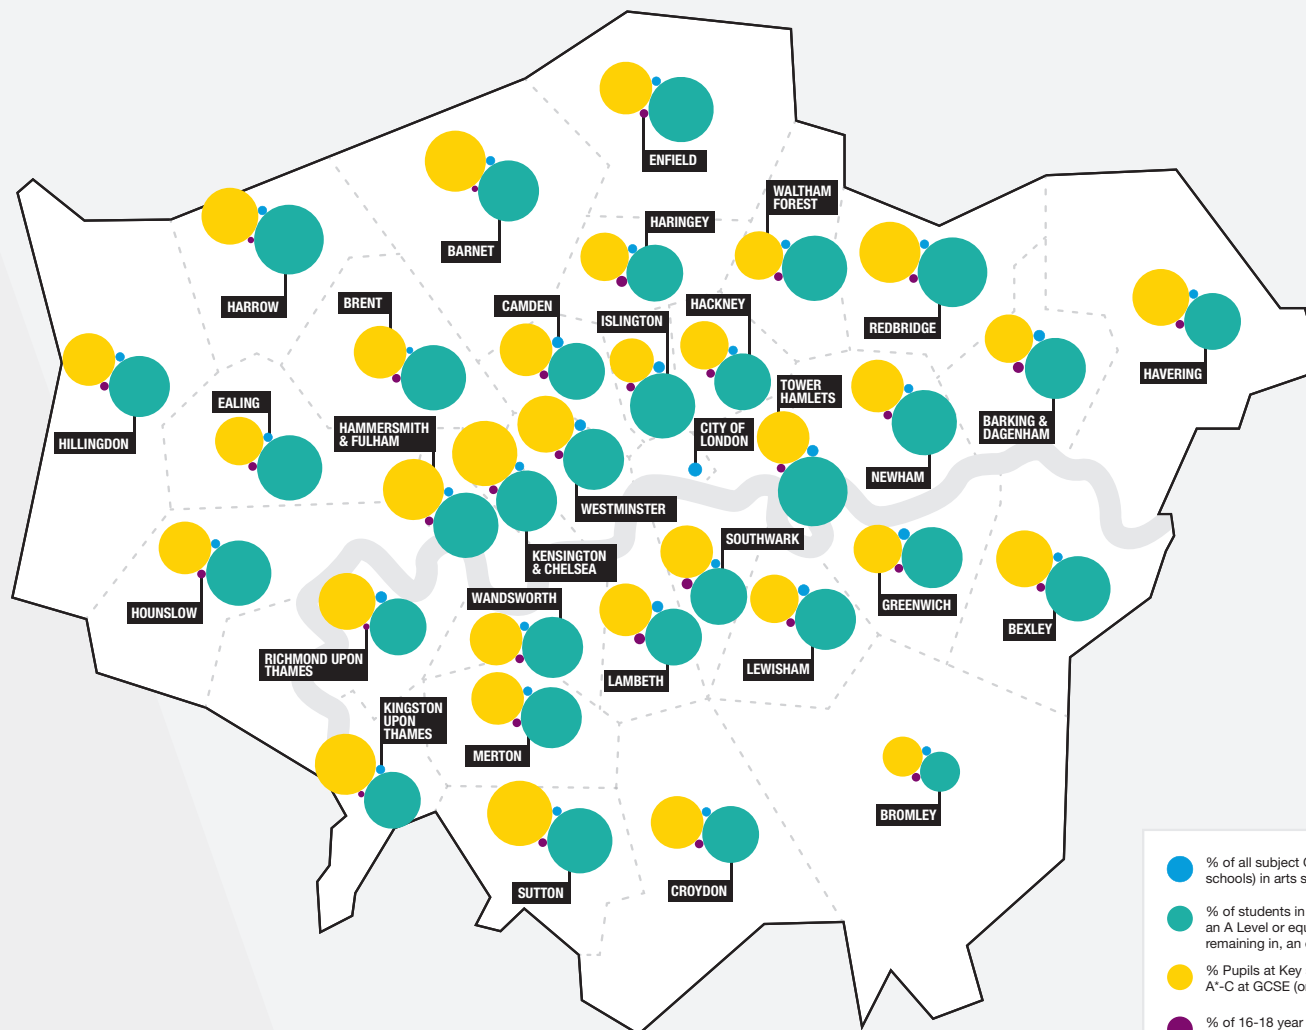 ENFIELD
WALTHAM
FOREST
HARINGEY
BARNET
HARROW
BRENT
CAMDEN
ISLINGTON
HACKNEY
REDBRIDGE
HAVERING
HILLINGDON
EALING
HAMMERSMITH
& FULHAM
TOWER
HAMLETS
CITY OF
LONDON
BARKING &
DAGENHAM
NEWHAM
WESTMINSTER
KENSINGTON
& CHELSEA
SOUTHWARK
GREENWICH
BEXLEY
HOUNSLOW
WANDSWORTH
RICHMOND UPON
THAMES
LAMBETH
LEWISHAM
KINGSTON
UPON
THAMES
MERTON
BROMLEY
SUTTON
CROYDON
% of all subject
schools) in arts
% of students in
an A Level or
remaining in, an
% Pupils at Key
A*-C at GCSE
% of 16-18 year